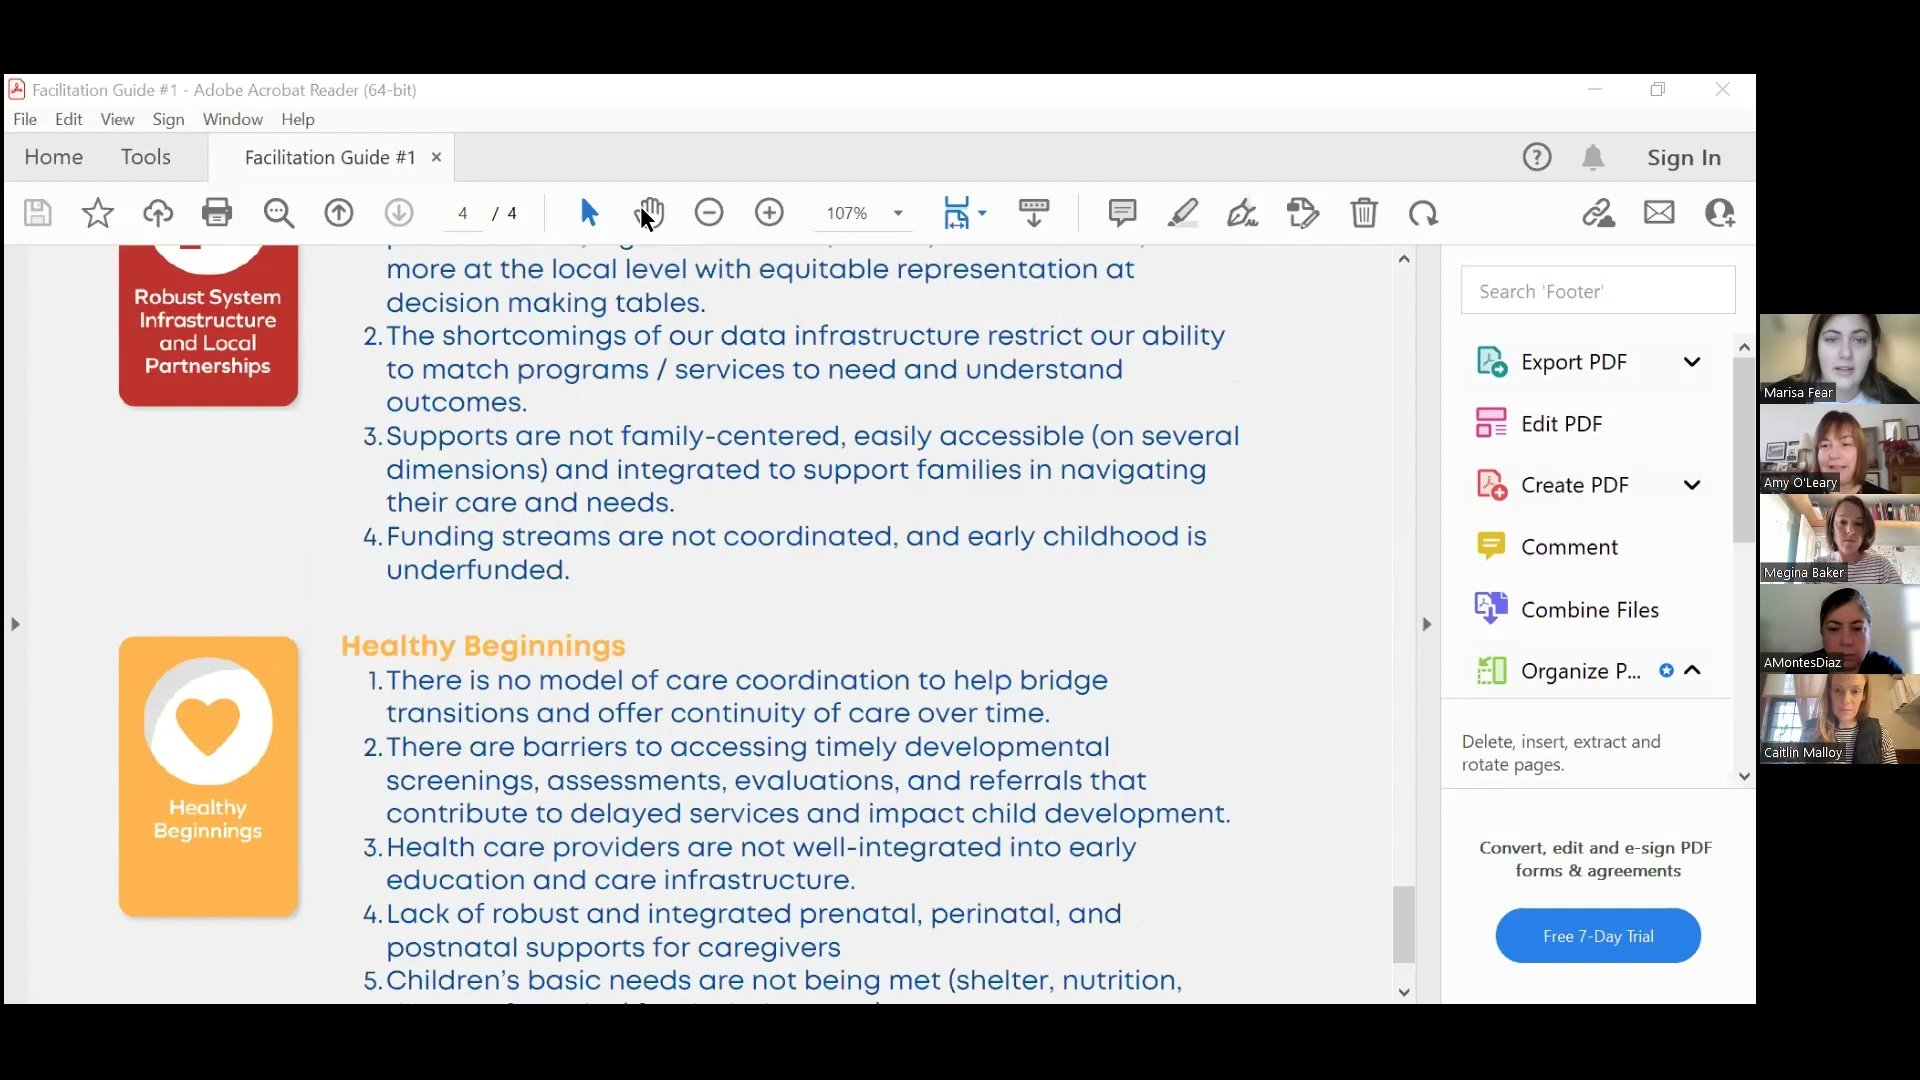 Facilitation Guide #1 - Adobe Acrobat Reader (64-bit)
File Edit View Sign Window Help
Home Tools Facilitation Guide #1 × Sign In
4 / 4 107%
more at the local level with equitable representation at
decision making tables.
2. The shortcomings of our data infrastructure restrict our ability
to match programs / services to need and understand
outcomes.
3. Supports are not family-centered, easily accessible (on several
dimensions) and integrated to support families in navigating
their care and needs.
4. Funding streams are not coordinated, and early childhood is
underfunded.
Robust System
Infrastructure
and Local
Partnerships
Healthy Beginnings
1. There is no model of care coordination to help bridge
transitions and offer continuity of care over time.
2. There are barriers to accessing timely developmental
screenings, assessments, evaluations, and referrals that
contribute to delayed services and impact child development.
3. Health care providers are not well-integrated into early
education and care infrastructure.
4. Lack of robust and integrated prenatal, perinatal, and
postnatal supports for caregivers
5. Children's basic needs are not being met (shelter, nutrition,
Healthy
Beginnings
Search 'Footer'
Export PDF
Edit PDF
Create PDF
Comment
Combine Files
Organize P...
Delete, insert, extract and
rotate pages.
Convert, edit and e-sign PDF
forms & agreements
Free 7-Day Trial
Marisa Fear
Amy O'Leary
Megina Baker
AMontesDiaz
Caitlin Malloy